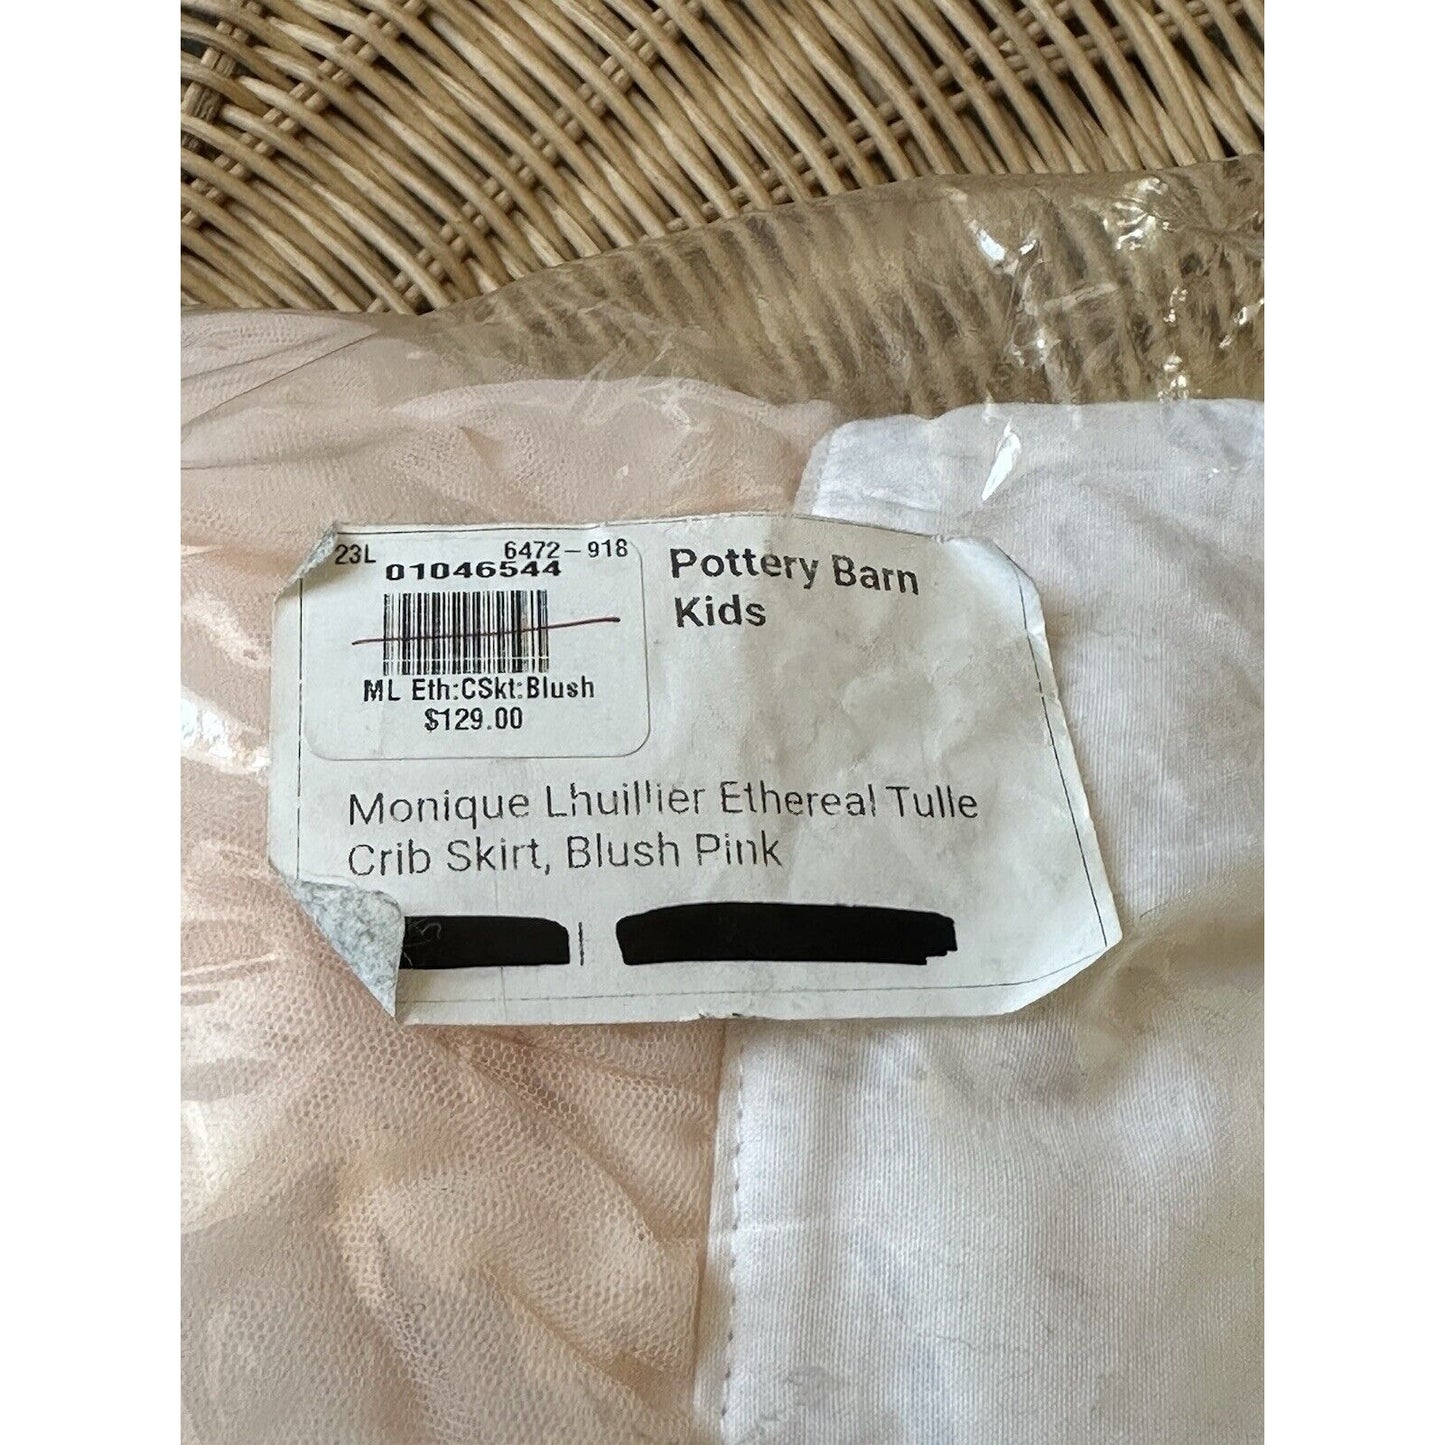 23L 6472-918
01046544
ML Eth:CSkt:Blush
$129.00
Pottery Barn
Kids
Monique Lhuillier Ethereal Tulle
Crib Skirt, Blush Pink